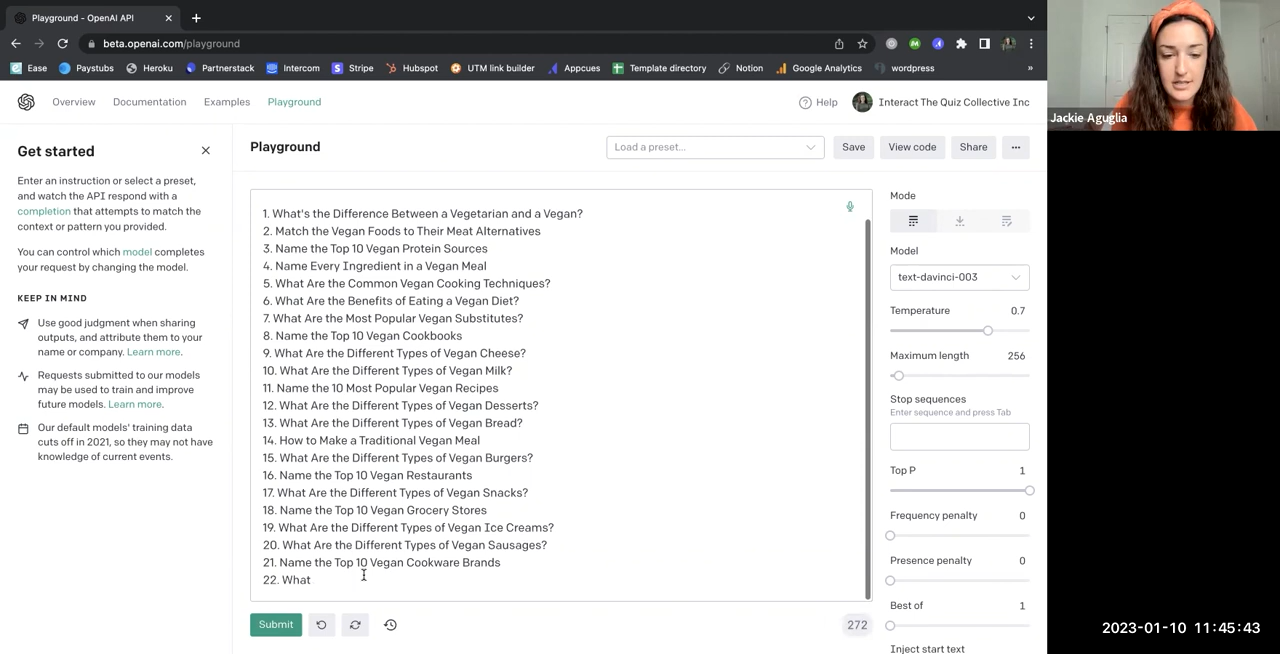 Playground - OpenAI API
beta.openai.com/playground
Ease
Paystubs
Heroku
Partnerstack
Intercom
Stripe
Hubspot
UTM link builder
Appcues
Template directory
Notion
Google Analytics
wordpress
»
Overview
Documentation
Examples
Playground
Help
Interact The Quiz Collective Inc
Jackie Aguglia
Get started
Enter an instruction or select a preset,
and watch the API respond with a
completion that attempts to match the
context or pattern you provided.
You can control which model completes
your request by changing the model.
KEEP IN MIND
Use good judgment when sharing
outputs, and attribute them to your
name or company. Learn more.
Requests submitted to our models
may be used to train and improve
future models. Learn more.
Our default models' training data
cuts off in 2021, so they may not have
knowledge of current events.
Playground
Load a preset...
Save
View code
Share
...
1. What's the Difference Between a Vegetarian and a Vegan?
2. Match the Vegan Foods to Their Meat Alternatives
3. Name the Top 10 Vegan Protein Sources
4. Name Every Ingredient in a Vegan Meal
5. What Are the Common Vegan Cooking Techniques?
6. What Are the Benefits of Eating a Vegan Diet?
7. What Are the Most Popular Vegan Substitutes?
8. Name the Top 10 Vegan Cookbooks
9. What Are the Different Types of Vegan Cheese?
10. What Are the Different Types of Vegan Milk?
11. Name the 10 Most Popular Vegan Recipes
12. What Are the Different Types of Vegan Desserts?
13. What Are the Different Types of Vegan Bread?
14. How to Make a Traditional Vegan Meal
15. What Are the Different Types of Vegan Burgers?
16. Name the Top 10 Vegan Restaurants
17. What Are the Different Types of Vegan Snacks?
18. Name the Top 10 Vegan Grocery Stores
19. What Are the Different Types of Vegan Ice Creams?
20. What Are the Different Types of Vegan Sausages?
21. Name the Top 10 Vegan Cookware Brands
22. What
Submit
272
Mode
Model
text-davinci-003
Temperature 0.7
Maximum length 256
Stop sequences
Enter sequence and press Tab
Top P 1
Frequency penalty 0
Presence penalty 0
Best of 1
Inject start text
2023-01-10 11:45:43